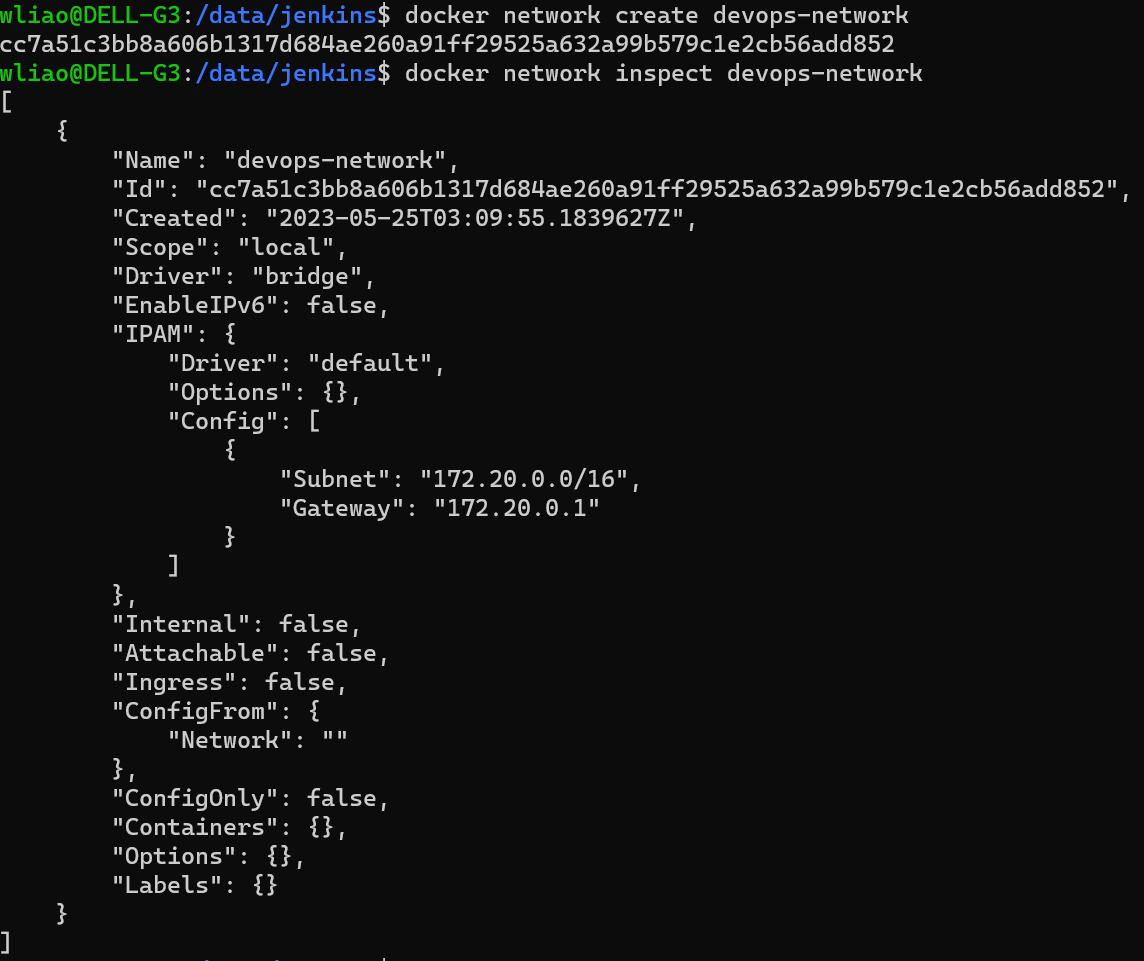 wliao@DELL-G3:/data/jenkins$ docker network create devops-network
cc7a51c3bb8a606b1317d684ae260a91ff29525a632a99b579c1e2cb56add852
wliao@DELL-G3:/data/jenkins$ docker network inspect devops-network
[
    {
        "Name": "devops-network",
        "Id": "cc7a51c3bb8a606b1317d684ae260a91ff29525a632a99b579c1e2cb56add852",
        "Created": "2023-05-25T03:09:55.1839627Z",
        "Scope": "local",
        "Driver": "bridge",
        "EnableIPv6": false,
        "IPAM": {
            "Driver": "default",
            "Options": {},
            "Config": [
                {
                    "Subnet": "172.20.0.0/16",
                    "Gateway": "172.20.0.1"
                }
            ]
        },
        "Internal": false,
        "Attachable": false,
        "Ingress": false,
        "ConfigFrom": {
            "Network": ""
        },
        "ConfigOnly": false,
        "Containers": {},
        "Options": {},
        "Labels": {}
    }
]